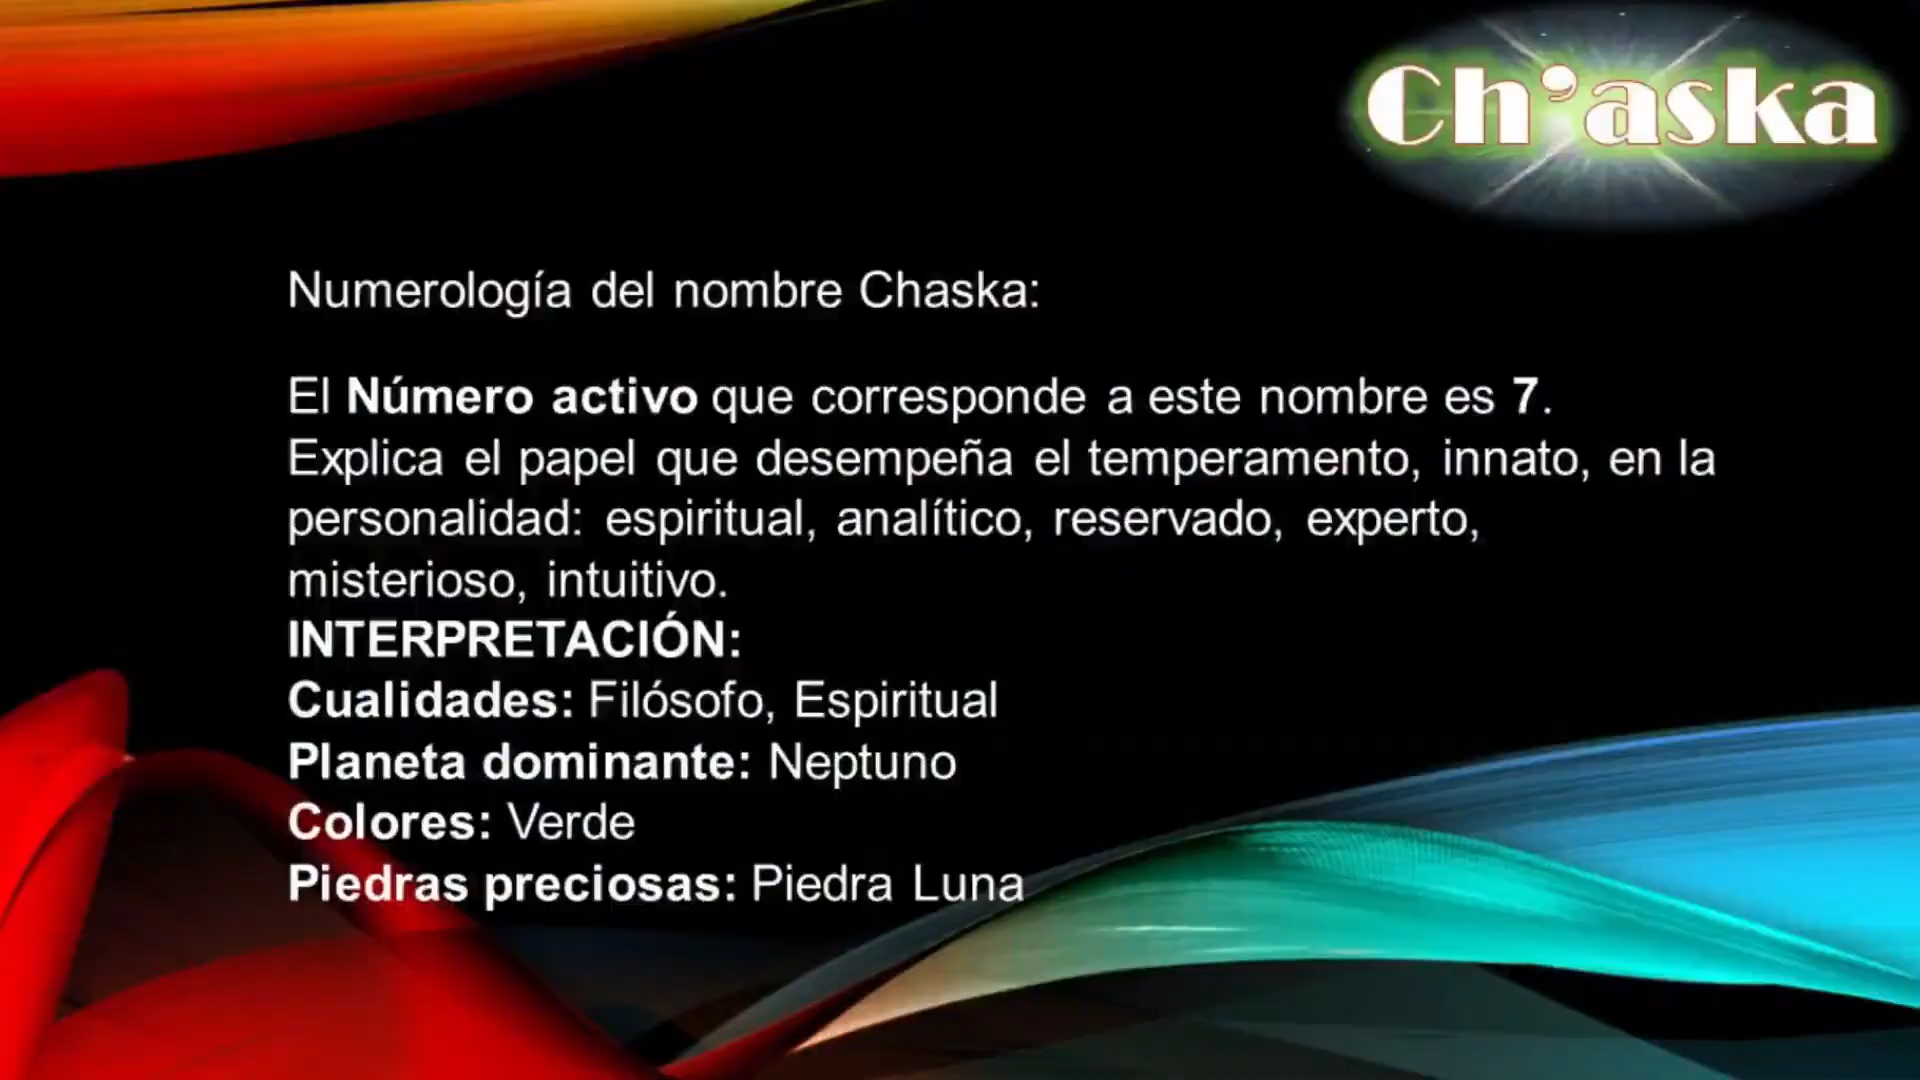 Ch'aska
Numerología del nombre Chaska:
El Número activo que corresponde a este nombre es 7.
Explica el papel que desempeña el temperamento, innato, en la
personalidad: espiritual, analítico, reservado, experto,
misterioso, intuitivo.
INTERPRETACIÓN:
Cualidades: Filósofo, Espiritual
Planeta dominante: Neptuno
Colores: Verde
Piedras preciosas: Piedra Luna